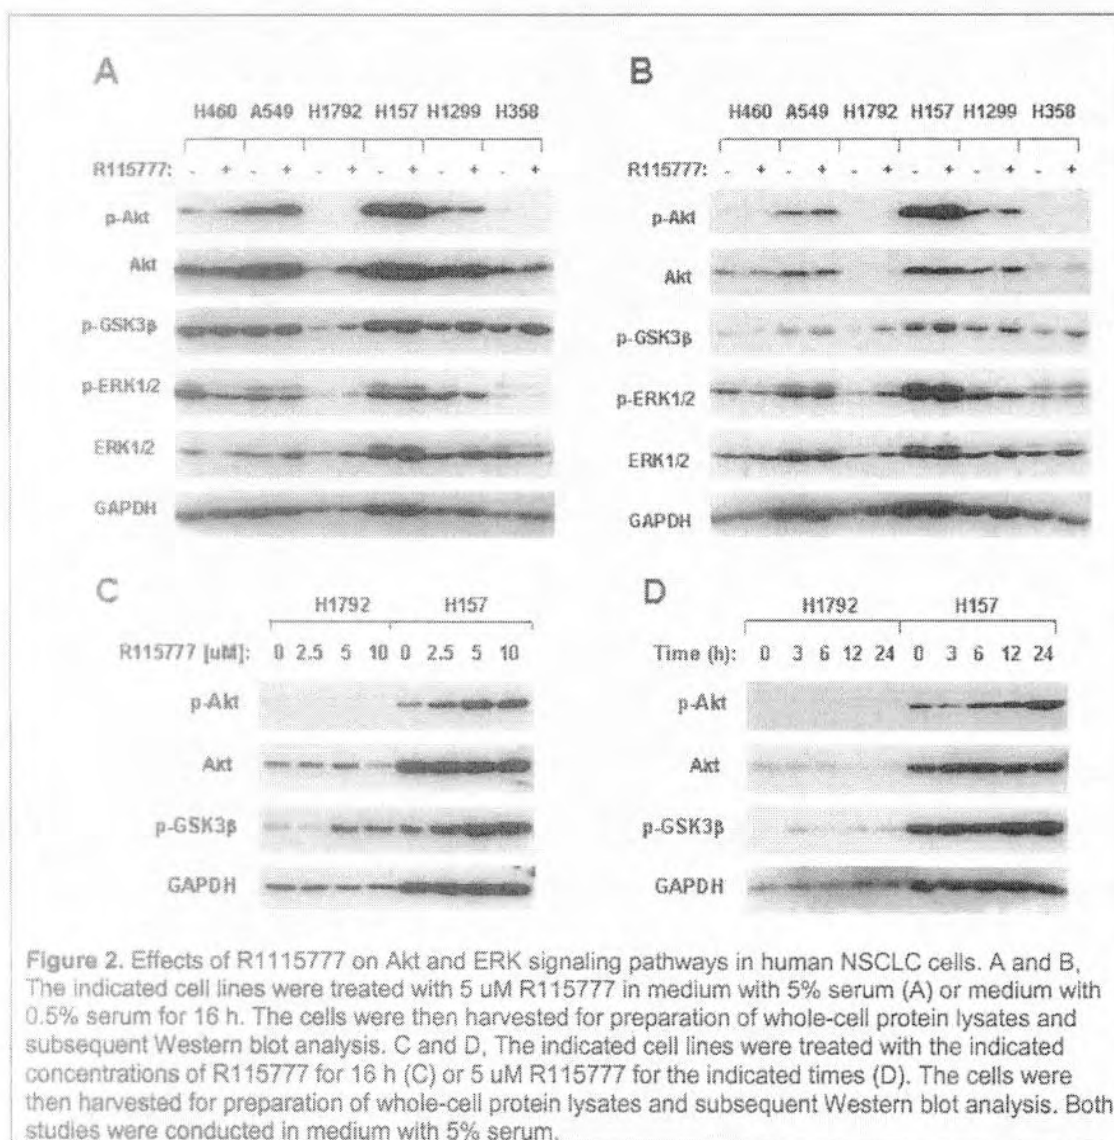 A
H460 A549 H1792 H157 H1299 H358
R115777: - + - + - + - + - + - +
p-Akt
Akt
p-GSK3β
p-ERK1/2
ERK1/2
GAPDH
B
H460 A549 H1792 H157 H1299 H358
R115777: - + - + - + - + - + - +
p-Akt
Akt
p-GSK3β
p-ERK1/2
ERK1/2
GAPDH
C
H1792 H157
R115777 [uM]: 0 2.5 5 10 0 2.5 5 10
p-Akt
Akt
p-GSK3β
GAPDH
D
H1792 H157
Time (h): 0 3 6 12 24 0 3 6 12 24
p-Akt
Akt
p-GSK3β
GAPDH
Figure 2. Effects of R1115777 on Akt and ERK signaling pathways in human NSCLC cells. A and B,
The indicated cell lines were treated with 5 uM R115777 in medium with 5% serum (A) or medium with
0.5% serum for 16 h. The cells were then harvested for preparation of whole-cell protein lysates and
subsequent Western blot analysis. C and D, The indicated cell lines were treated with the indicated
concentrations of R115777 for 16 h (C) or 5 uM R115777 for the indicated times (D). The cells were
then harvested for preparation of whole-cell protein lysates and subsequent Western blot analysis. Both
studies were conducted in medium with 5% serum.